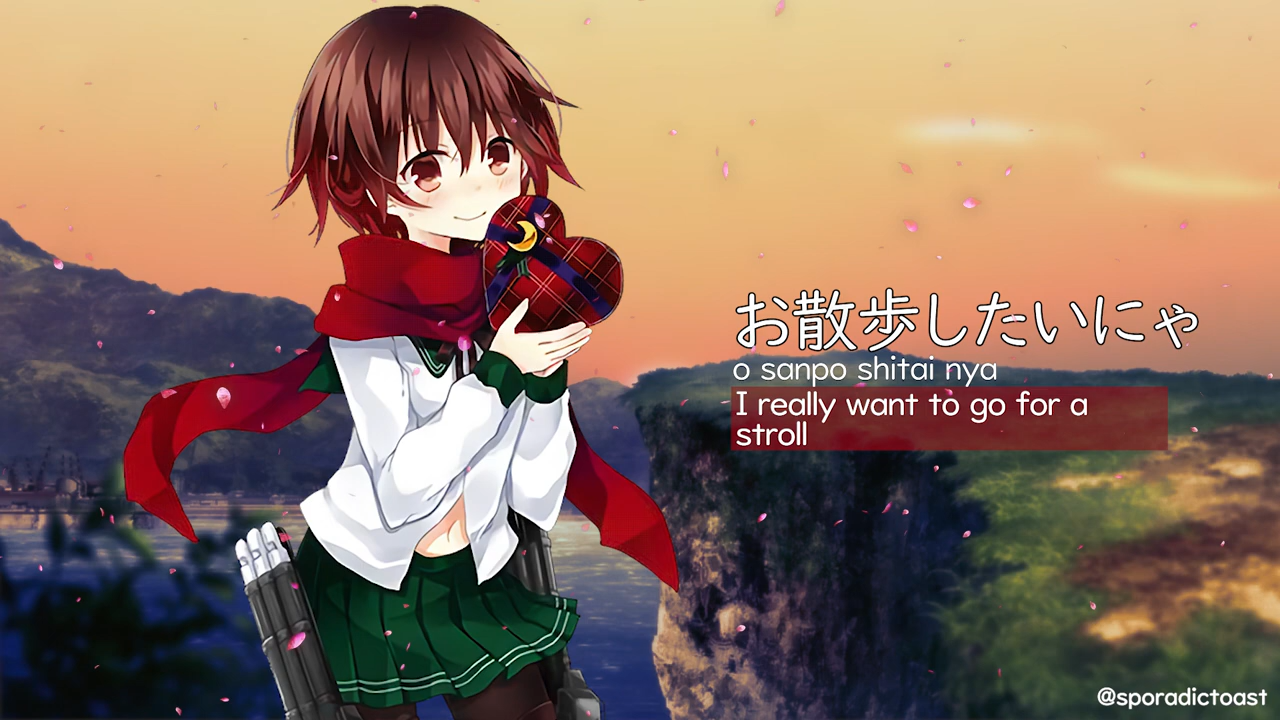 お散歩したいにゃ
o sanpo shitai nya
I really want to go for a
stroll
@sporadictoast